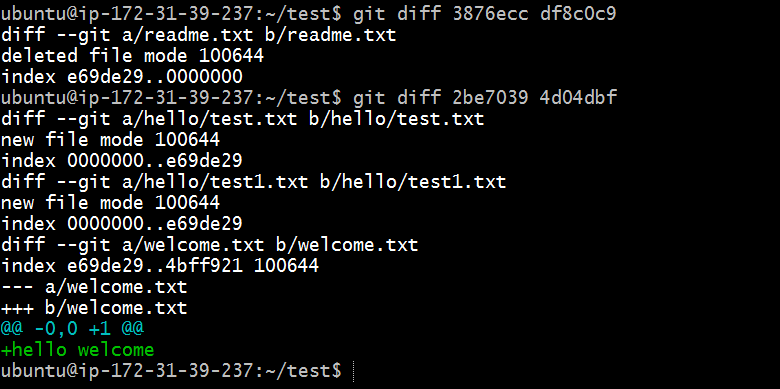 ubuntu@ip-172-31-39-237:~/test$ git diff 3876ecc df8c0c9
diff --git a/readme.txt b/readme.txt
deleted file mode 100644
index e69de29..0000000
ubuntu@ip-172-31-39-237:~/test$ git diff 2be7039 4d04dbf
diff --git a/hello/test.txt b/hello/test.txt
new file mode 100644
index 0000000..e69de29
diff --git a/hello/test1.txt b/hello/test1.txt
new file mode 100644
index 0000000..e69de29
diff --git a/welcome.txt b/welcome.txt
index e69de29..4bff921 100644
--- a/welcome.txt
+++ b/welcome.txt
@@ -0,0 +1 @@
+hello welcome
ubuntu@ip-172-31-39-237:~/test$